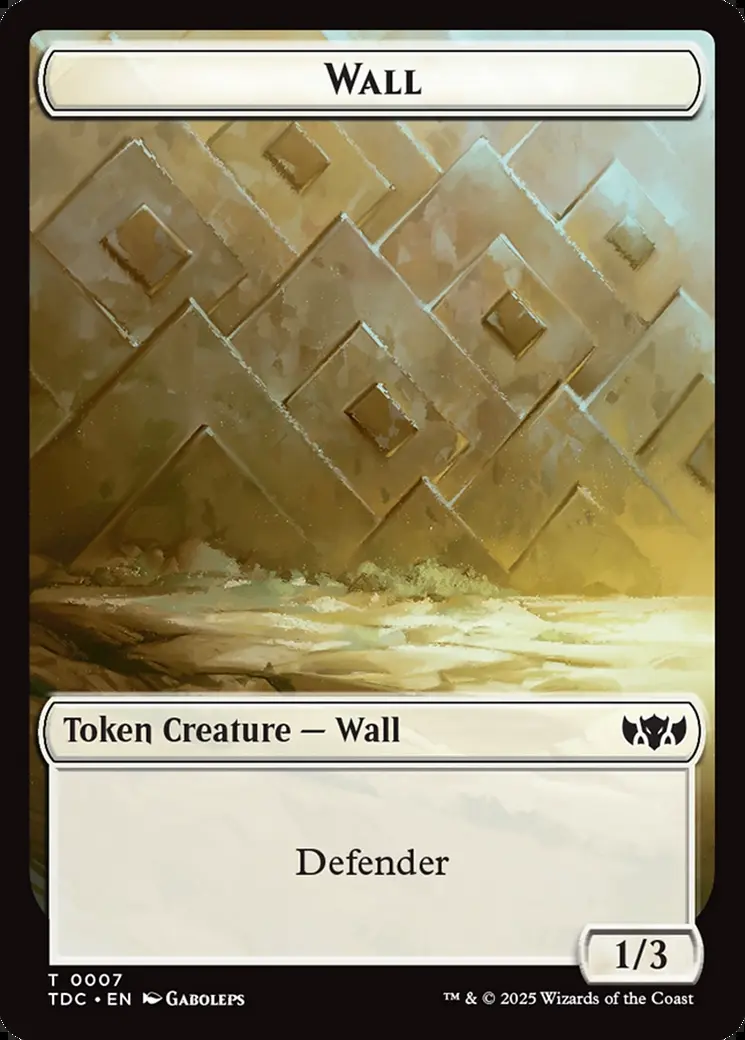 Wall
Token Creature — Wall
Defender
1/3
T 0007
TDC • EN Gaboleps
™ & © 2025 Wizards of the Coast